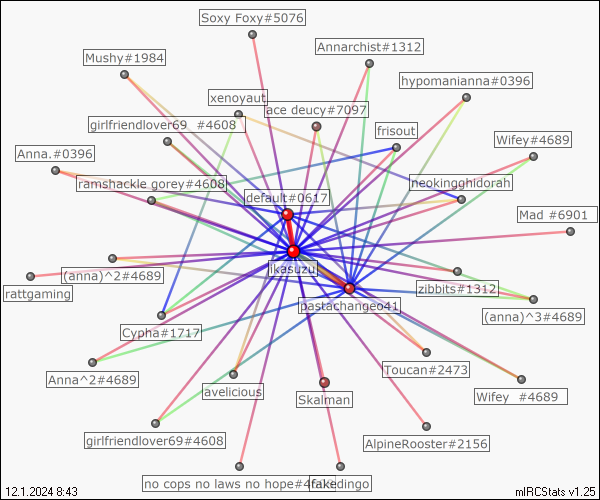 Soxy Foxy#5076
Annarchist#1312
Mushy#1984
hypomanianna#0396
xenoyaut
ace deucy#7097
girlfriendlover69 #4608
frisout
Wifey#4689
Anna.#0396
ramshackle gorey#4608
neokingghidorah
default#0617
Mad #6901
ikasuzu
(anna)^2#4689
zibbits#1312
rattgaming
pastachangeo41
(anna)^3#4689
Cypha#1717
Toucan#2473
Anna^2#4689
avelicious
Skalman
Wifey #4689
girlfriendlover69#4608
AlpineRooster#2156
no cops no laws no hope
fakedingo
12.1.2024 8:43
mIRCStats v1.25